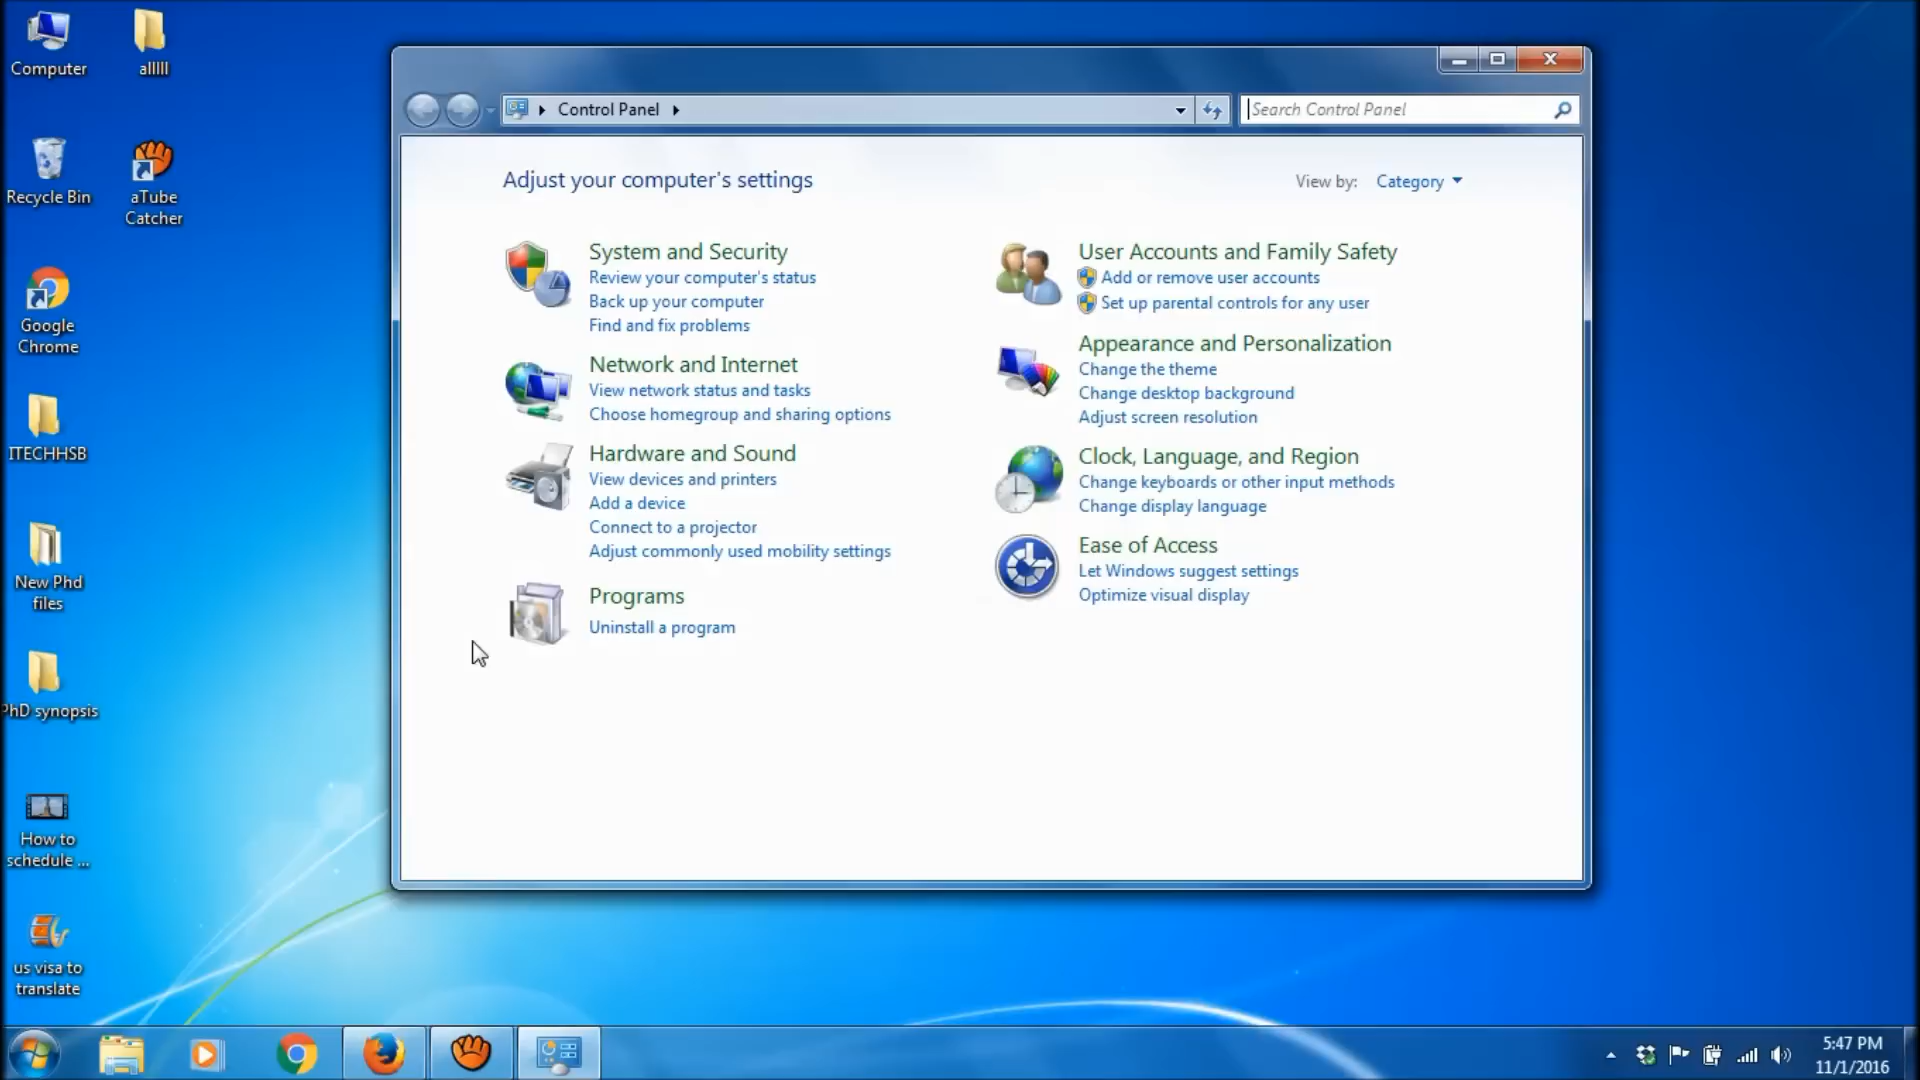 Computer
alllll
Recycle Bin
aTube
Catcher
Google
Chrome
ITECHHSB
New Phd
files
PhD synopsis
How to
schedule ...
us visa to
translate
Control Panel
Search Control Panel
Adjust your computer's settings
View by: Category
System and Security
Review your computer's status
Back up your computer
Find and fix problems
Network and Internet
View network status and tasks
Choose homegroup and sharing options
Hardware and Sound
View devices and printers
Add a device
Connect to a projector
Adjust commonly used mobility settings
Programs
Uninstall a program
User Accounts and Family Safety
Add or remove user accounts
Set up parental controls for any user
Appearance and Personalization
Change the theme
Change desktop background
Adjust screen resolution
Clock, Language, and Region
Change keyboards or other input methods
Change display language
Ease of Access
Let Windows suggest settings
Optimize visual display
5:47 PM
11/1/2016